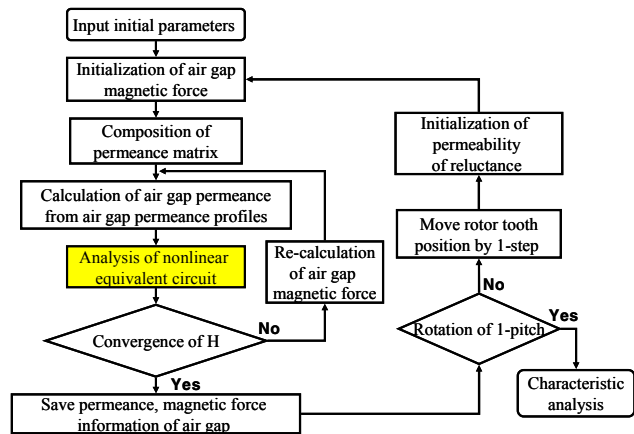 Input initial parameters
Initialization of air gap
magnetic force
Composition of
permeance matrix
Calculation of air gap permeance
from air gap permeance profiles
Analysis of nonlinear
equivalent circuit
Convergence of H
No
Yes
Save permeance, magnetic force
information of air gap
Re-calculation
of air gap
magnetic force
Initialization of
permeability
of reluctance
Move rotor tooth
position by 1-step
No
Rotation of 1-pitch
Yes
Characteristic
analysis